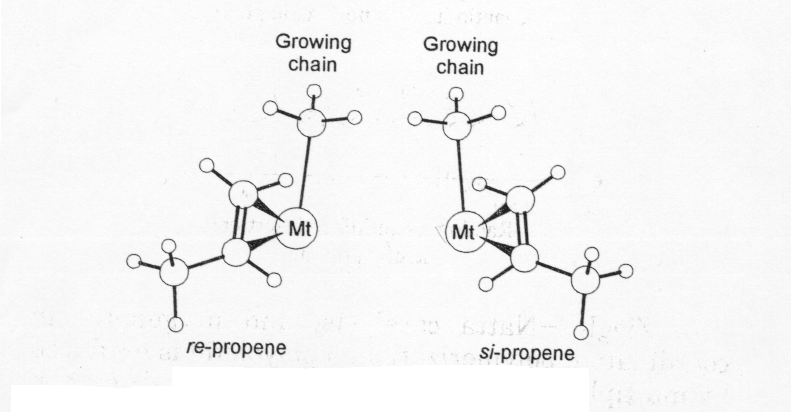 Growing
chain
Growing
chain
Mt
Mt
re-propene
si-propene